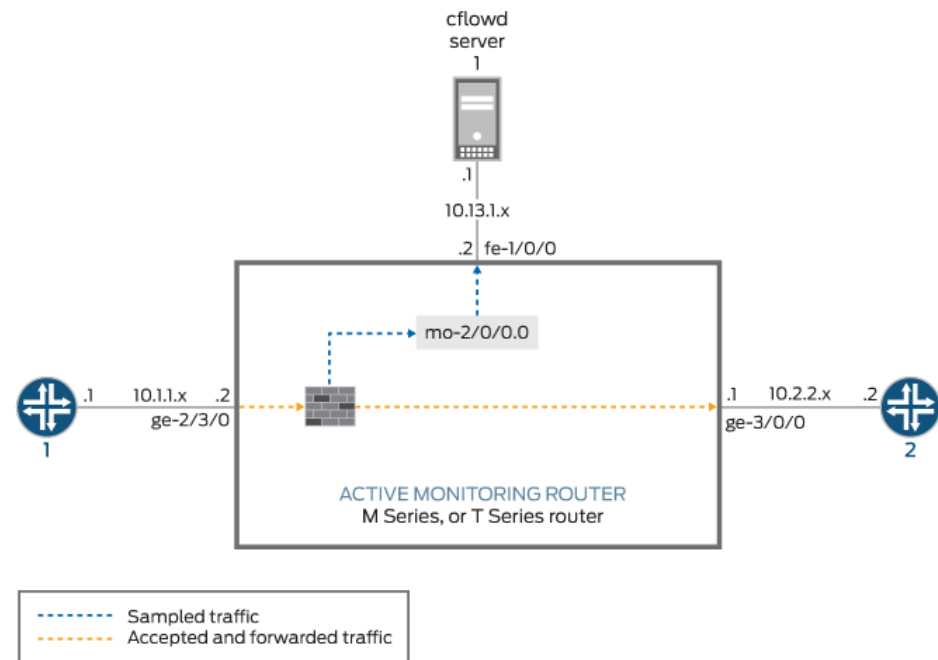 cflowd
server
1
.1
10.13.1.x
.2 fe-1/0/0
mo-2/0/0.0
.1 10.1.1.x .2
ge-2/3/0
1
.1 10.2.2.x .2
ge-3/0/0
2
ACTIVE MONITORING ROUTER
M Series, or T Series router
Sampled traffic
Accepted and forwarded traffic